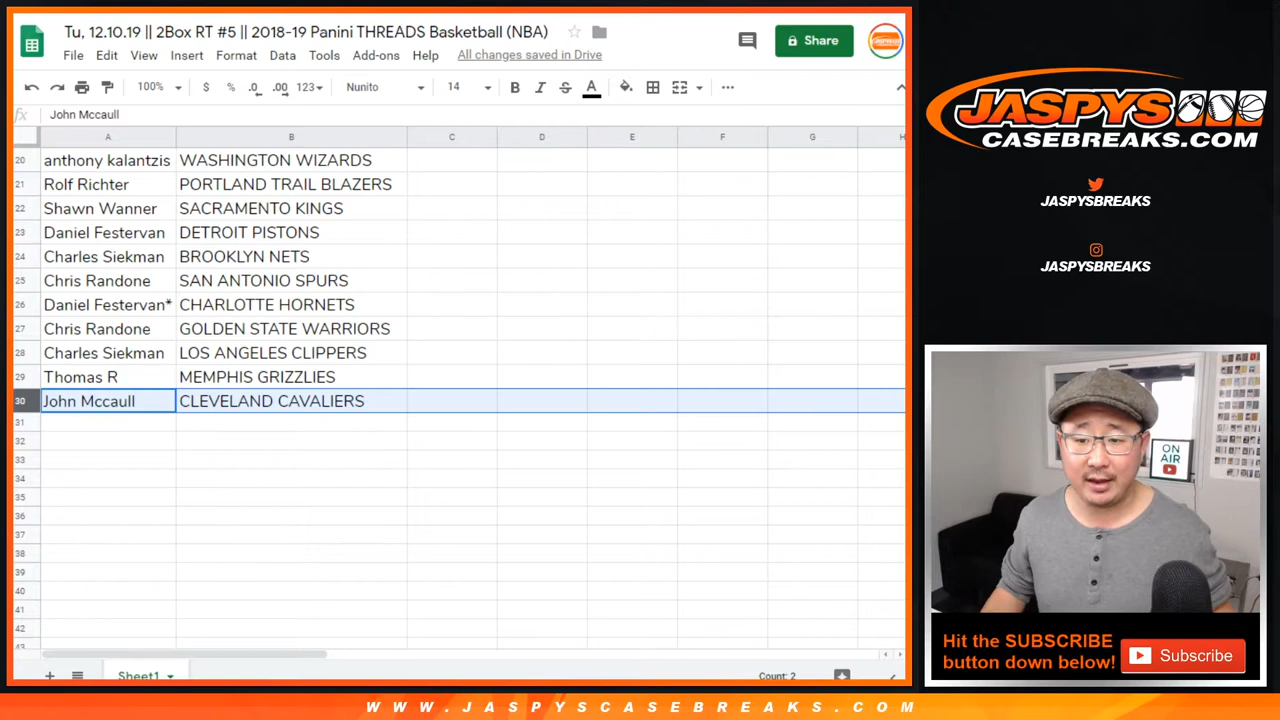 Tu, 12.10.19 || 2Box RT #5 || 2018-19 Panini THREADS Basketball (NBA)
File Edit View Insert Format Data Tools Add-ons Help All changes saved in Drive
Share
100% $ % .0 .00 123 Nunito 14 B I S A
fx John Mccaull
A B C D E F G H
20 anthony kalantzis WASHINGTON WIZARDS
21 Rolf Richter PORTLAND TRAIL BLAZERS
22 Shawn Wanner SACRAMENTO KINGS
23 Daniel Festervan DETROIT PISTONS
24 Charles Siekman BROOKLYN NETS
25 Chris Randone SAN ANTONIO SPURS
26 Daniel Festervan* CHARLOTTE HORNETS
27 Chris Randone GOLDEN STATE WARRIORS
28 Charles Siekman LOS ANGELES CLIPPERS
29 Thomas R MEMPHIS GRIZZLIES
30 John Mccaull CLEVELAND CAVALIERS
31
32
33
34
35
36
37
38
39
40
41
42
43
Sheet1
Count: 2
JASPYS
CASEBREAKS.COM
JASPYSBREAKS
JASPYSBREAKS
ON
AIR
Hit the SUBSCRIBE
button down below!
Subscribe
WWW.JASPYSCASEBREAKS.COM